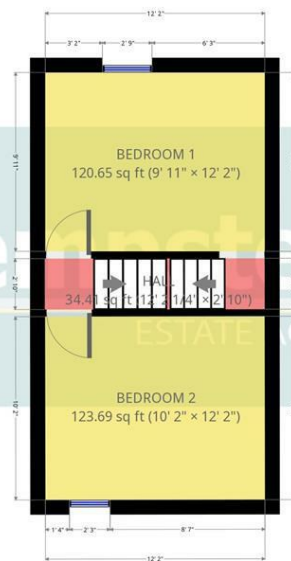 12' 2"
3' 2" 2' 9" 6' 3"
9' 11"
BEDROOM 1
120.65 sq ft (9' 11" × 12' 2")
2' 10"
HALL
34.41 sq ft (12' 2 1/4" × 2' 10")
ESTATE
10' 2"
BEDROOM 2
123.69 sq ft (10' 2" × 12' 2")
1' 4" 2' 3" 8' 7"
12' 2"